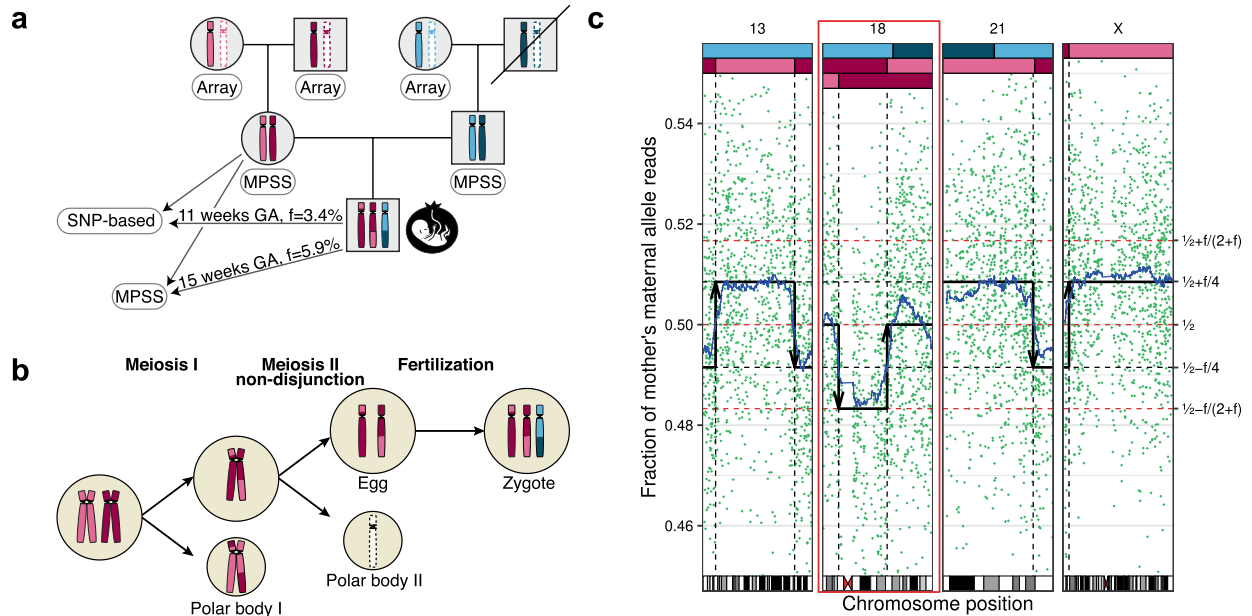 a
Array
Array
Array
MPSS
MPSS
SNP-based
11 weeks GA, f=3.4%
15 weeks GA, f=5.9%
MPSS
b
Meiosis I
Meiosis II
non-disjunction
Fertilization
Egg
Zygote
Polar body I
Polar body II
c
13
18
21
X
Fraction of mother's maternal allele reads
0.54
0.52
0.50
0.48
0.46
½+f/(2+f)
½+f/4
½
½−f/4
½−f/(2+f)
Chromosome position